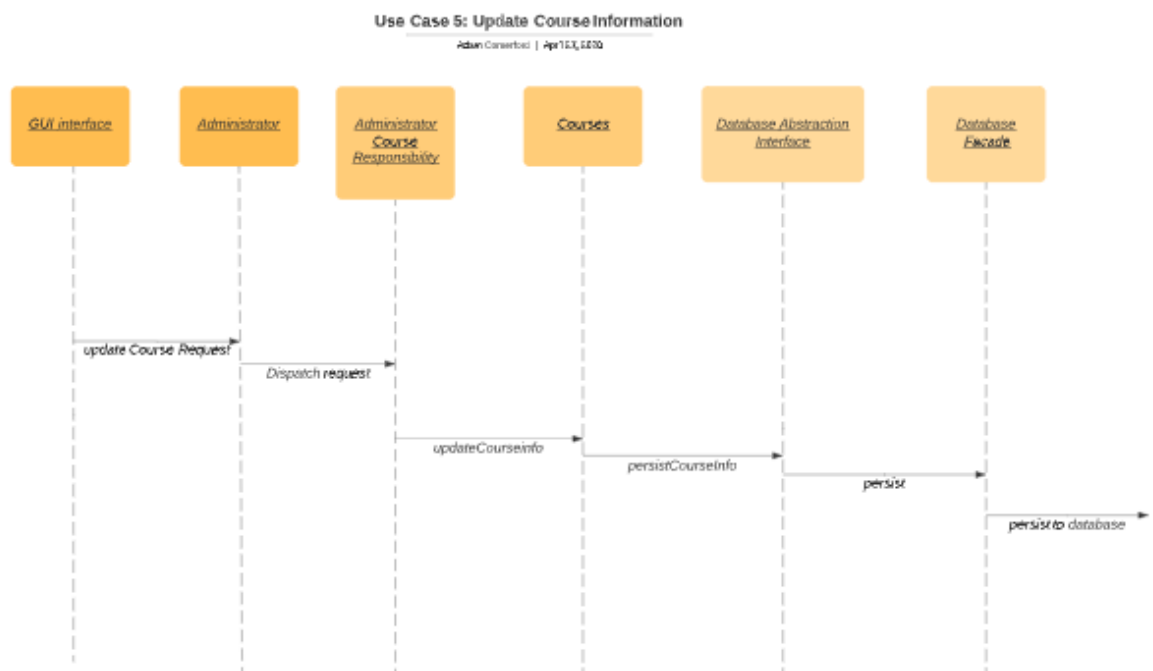 Use Case 5: Update Course Information
Adam |
GUI interface
Administrator
Administrator
Course
Responsibility
Courses
Database Abstraction
Interface
Database
Facade
update Course Request
Dispatch request
updateCourseinfo
persistCourseInfo
persist
persist to database